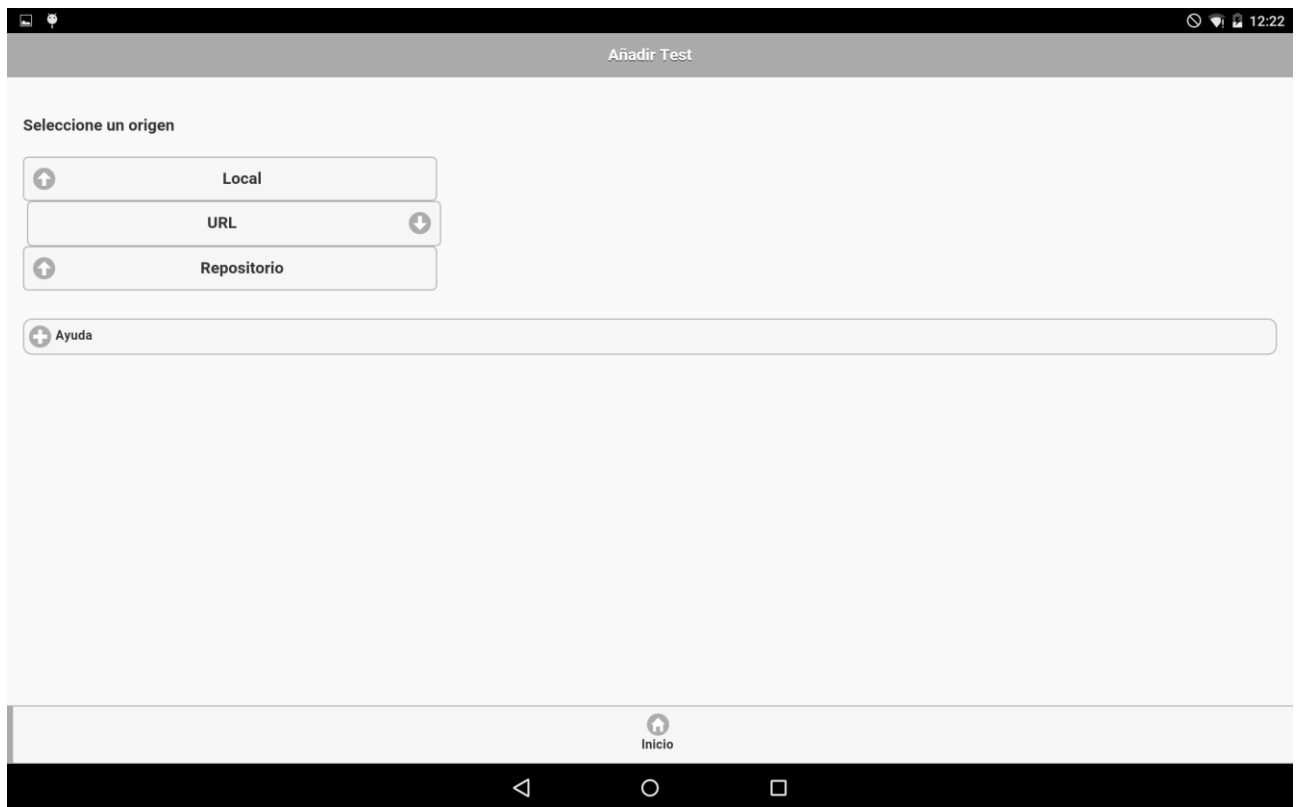 12:22
Añadir Test
Seleccione un origen
Local
URL
Repositorio
Ayuda
Inicio